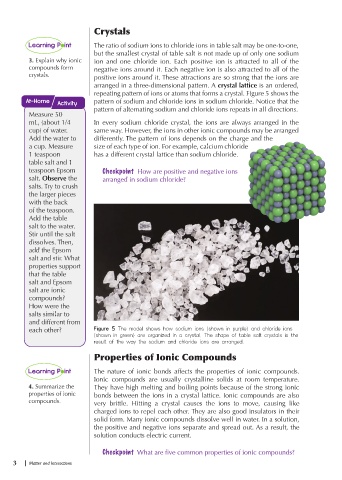 Crystals
Learning Point
3. Explain why ionic
compounds form
crystals.
The ratio of sodium ions to chloride ions in table salt may be one-to-one,
but the smallest crystal of table salt is not made up of only one sodium
ion and one chloride ion. Each positive ion is attracted to all of the
negative ions around it. Each negative ion is also attracted to all of the
positive ions around it. These attractions are so strong that the ions are
arranged in a three-dimensional pattern. A crystal lattice is an ordered,
repeating pattern of ions or atoms that forms a crystal. Figure 5 shows the
pattern of sodium and chloride ions in sodium chloride. Notice that the
pattern of alternating sodium and chloride ions repeats in all directions.
At-Home Activity
Measure 50
mL, (about 1/4
cup) of water.
Add the water to
a cup. Measure
1 teaspoon
table salt and 1
teaspoon Epsom
salt. Observe the
salts. Try to crush
the larger pieces
with the back
of the teaspoon.
Add the table
salt to the water.
Stir until the salt
dissolves. Then,
add the Epsom
salt and stir. What
properties support
that the table
salt and Epsom
salt are ionic
compounds?
How were the
salts similar to
and different from
each other?
In every sodium chloride crystal, the ions are always arranged in the
same way. However, the ions in other ionic compounds may be arranged
differently. The pattern of ions depends on the charge and the
size of each type of ion. For example, calcium chloride
has a different crystal lattice than sodium chloride.
Checkpoint How are positive and negative ions
arranged in sodium chloride?
Figure 5. The model shows how sodium ions (shown in purple) and chloride ions
(shown in green) are organized in a crystal. The shape of table salt crystals is the
result of the way the sodium and chloride ions are arranged.
Properties of Ionic Compounds
Learning Point
4. Summarize the
properties of ionic
compounds.
The nature of ionic bonds affects the properties of ionic compounds.
Ionic compounds are usually crystalline solids at room temperature.
They have high melting and boiling points because of the strong ionic
bonds between the ions in a crystal lattice. Ionic compounds are also
very brittle. Hitting a crystal causes the ions to move, causing like
charged ions to repel each other. They are also good insulators in their
solid form. Many ionic compounds dissolve well in water. In a solution,
the positive and negative ions separate and spread out. As a result, the
solution conducts electric current.
Checkpoint What are five common properties of ionic compounds?
3 | Matter and Interactions